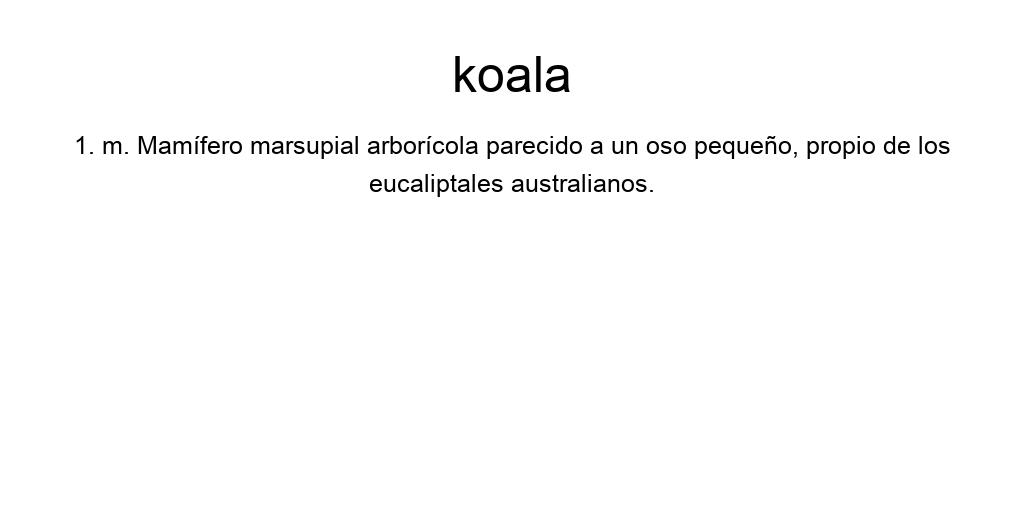 koala
1. m. Mamífero marsupial arborícola parecido a un oso pequeño, propio de los
eucaliptales australianos.